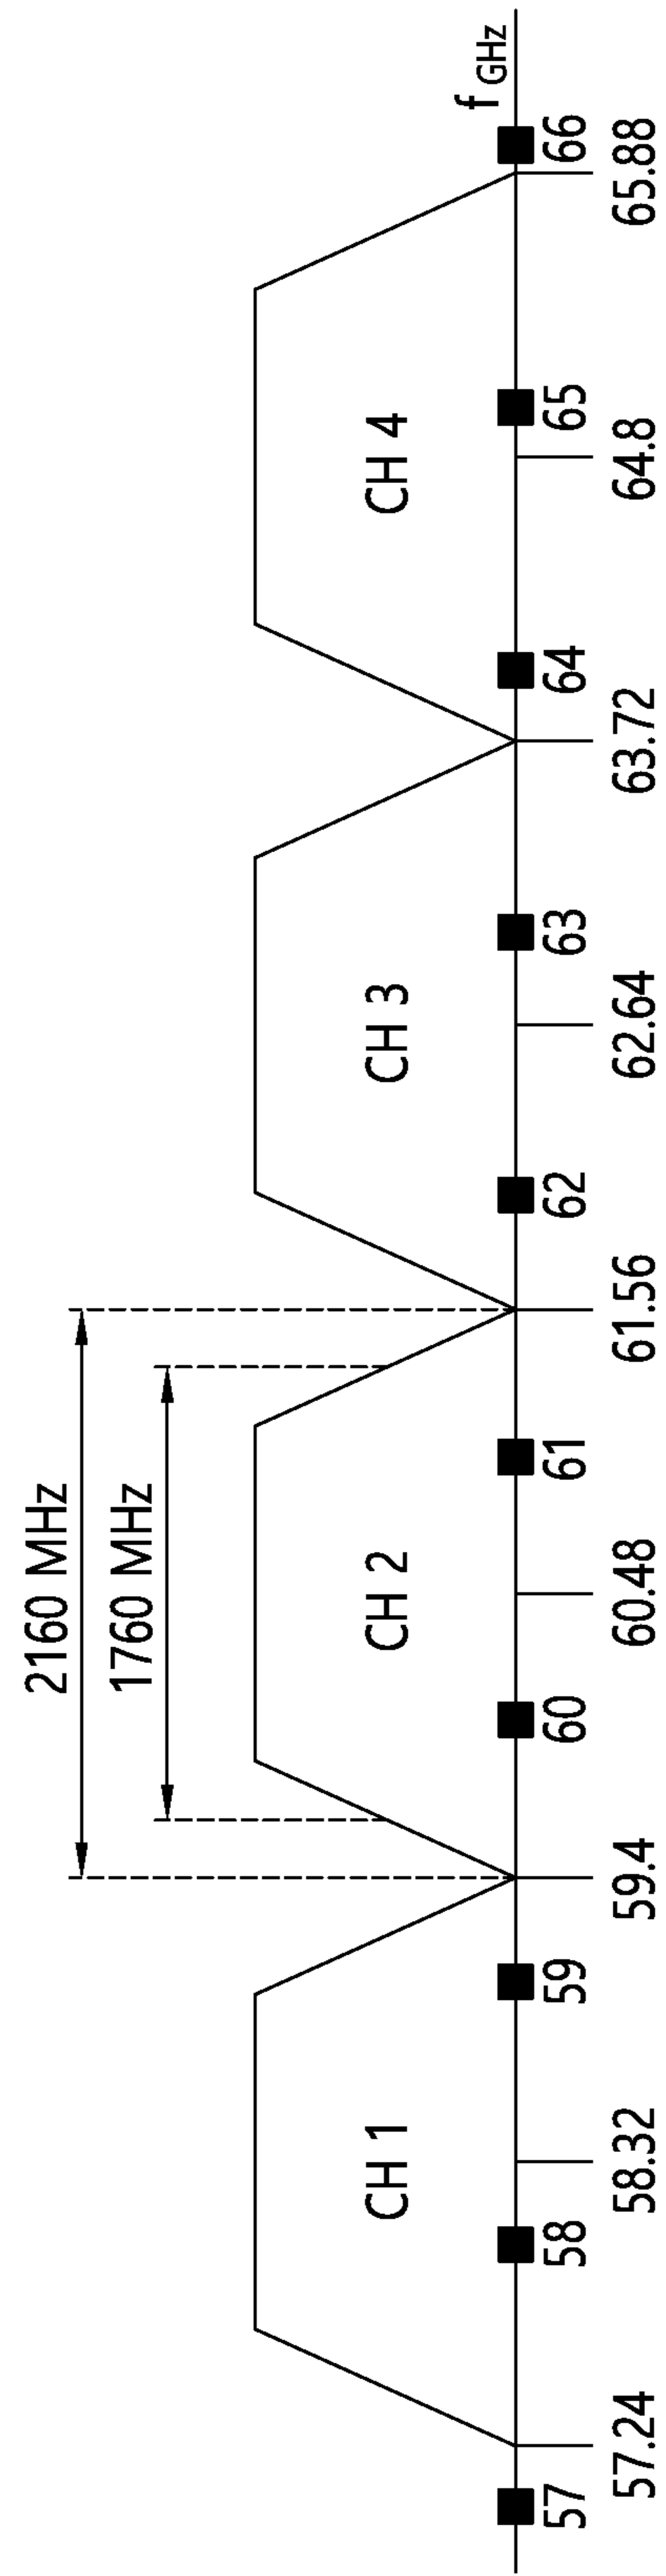 2160 MHz
1760 MHz
CH 1 CH 2 CH 3 CH 4
f GHz
57 58 59 60 61 62 63 64 65 66
57.24 58.32 59.4 60.48 61.56 62.64 63.72 64.8 65.88